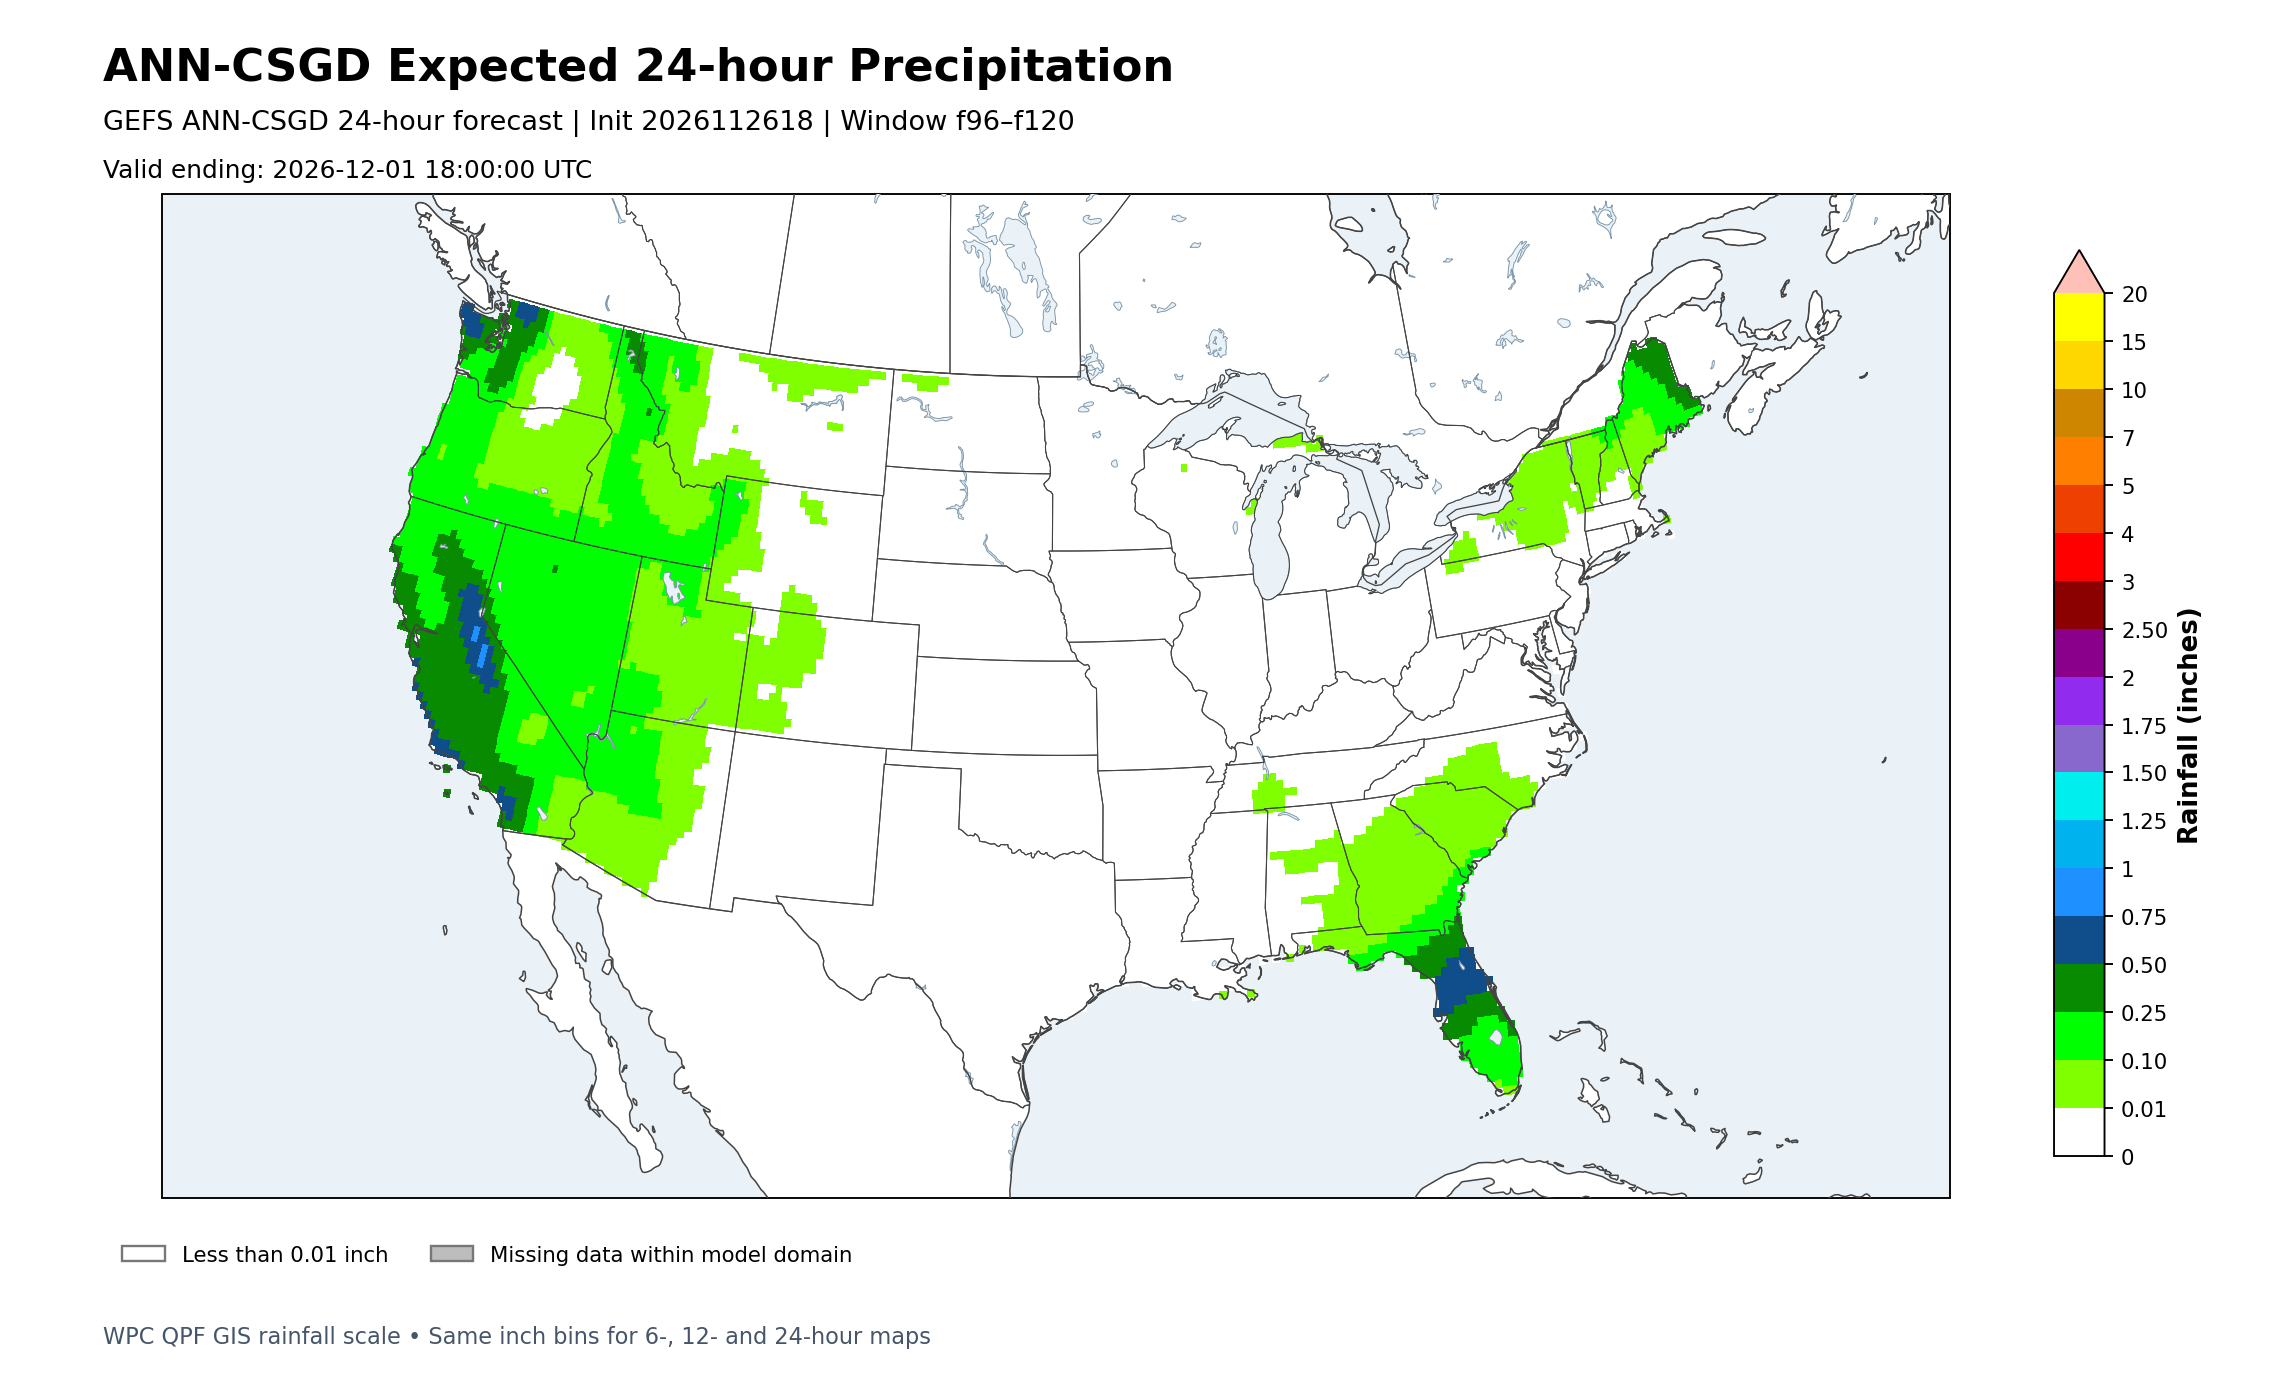 ANN-CSGD Expected 24-hour Precipitation
GEFS ANN-CSGD 24-hour forecast | Init 2026112618 | Window f96–f120
Valid ending: 2026-12-01 18:00:00 UTC
20
15
10
7
5
4
3
2.50
2
1.75
1.50
1.25
1
0.75
0.50
0.25
0.10
0.01
0
Rainfall (inches)
Less than 0.01 inch
Missing data within model domain
WPC QPF GIS rainfall scale • Same inch bins for 6-, 12- and 24-hour maps